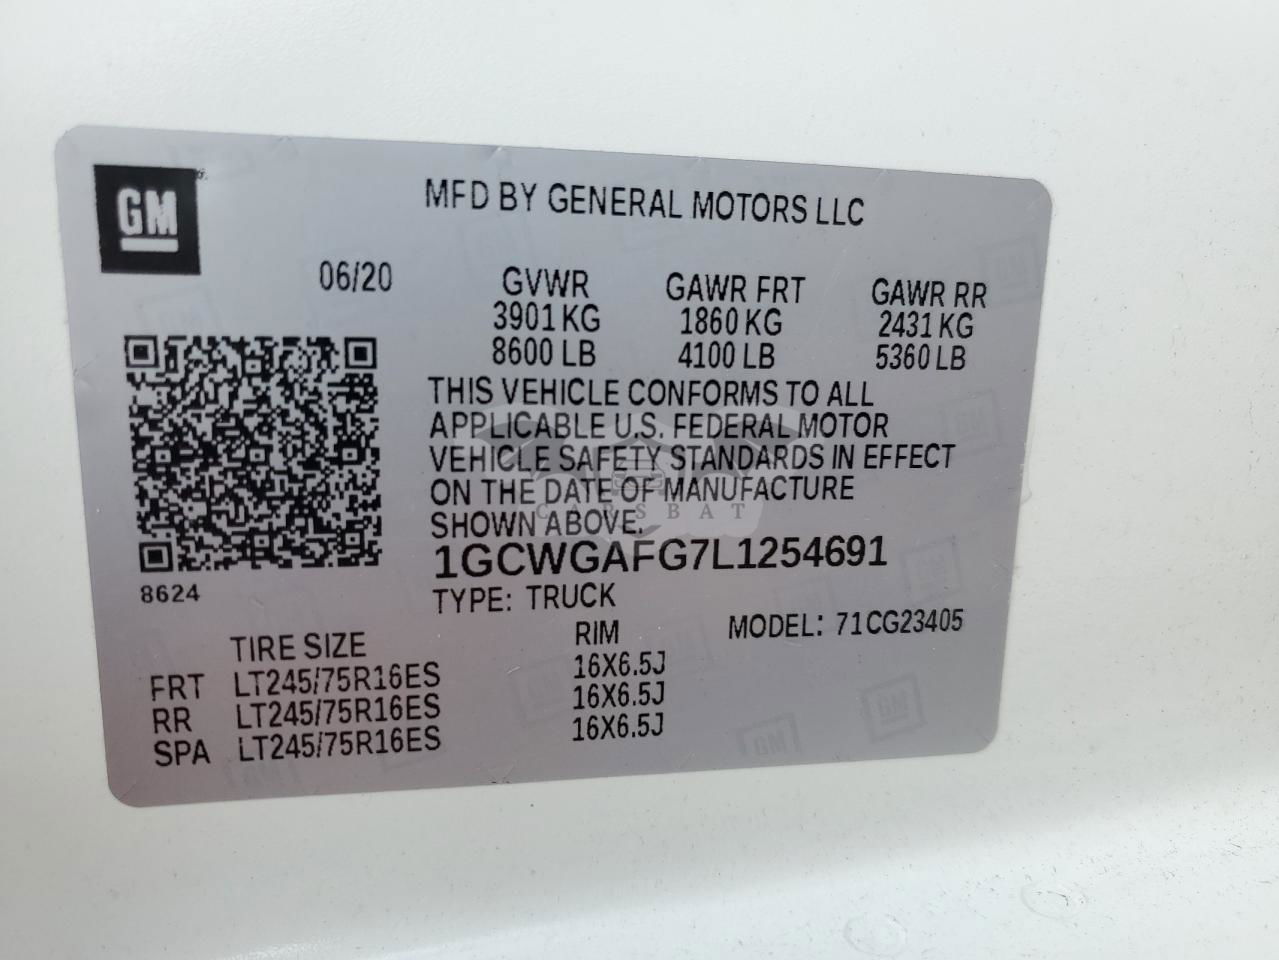 GM
MFD BY GENERAL MOTORS LLC
06/20 GVWR GAWR FRT GAWR RR
3901 KG 1860 KG 2431 KG
8600 LB 4100 LB 5360 LB
THIS VEHICLE CONFORMS TO ALL
APPLICABLE U.S. FEDERAL MOTOR
VEHICLE SAFETY STANDARDS IN EFFECT
ON THE DATE OF MANUFACTURE
CARSBAT
SHOWN ABOVE.
1GCWGAFG7L1254691
8624
TYPE: TRUCK MODEL: 71CG23405
TIRE SIZE RIM
FRT LT245/75R16ES 16X6.5J
RR LT245/75R16ES 16X6.5J
SPA LT245/75R16ES 16X6.5J